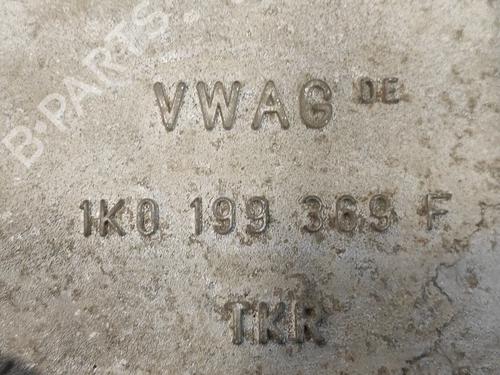 B-PARTS
VWAG DE
1K0 199 369 F
TKR